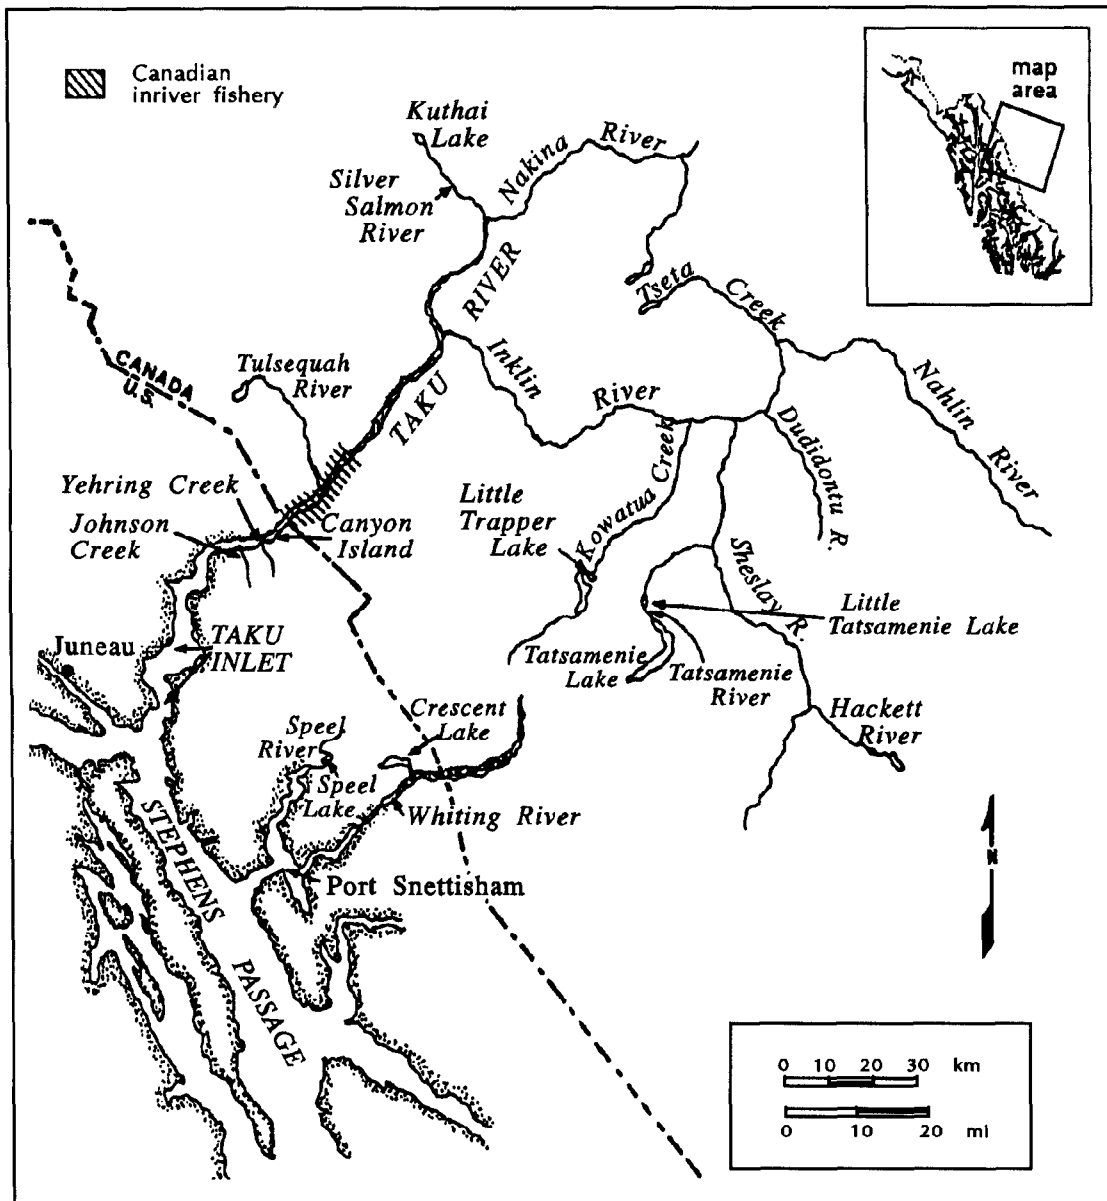 Canadian
inriver fishery
map
area
Kuthai
Lake
Nakina River
Silver
Salmon
River
TAKU RIVER
Tseta Creek
CANADA
U.S.
Tulsequah
River
Inklin River
Nahlin River
Dudidontu R.
Yehring Creek
Johnson
Creek
Canyon
Island
Little
Trapper
Lake
Kowatua Creek
Sheslay R.
Little
Tatsamenie Lake
Juneau
TAKU
INLET
Tatsamenie
Lake
Tatsamenie
River
Hackett
River
Crescent
Lake
Speel
River
Speel
Lake
Whiting River
Port Snettisham
STEPHENS PASSAGE
N
0 10 20 30 km
0 10 20 mi